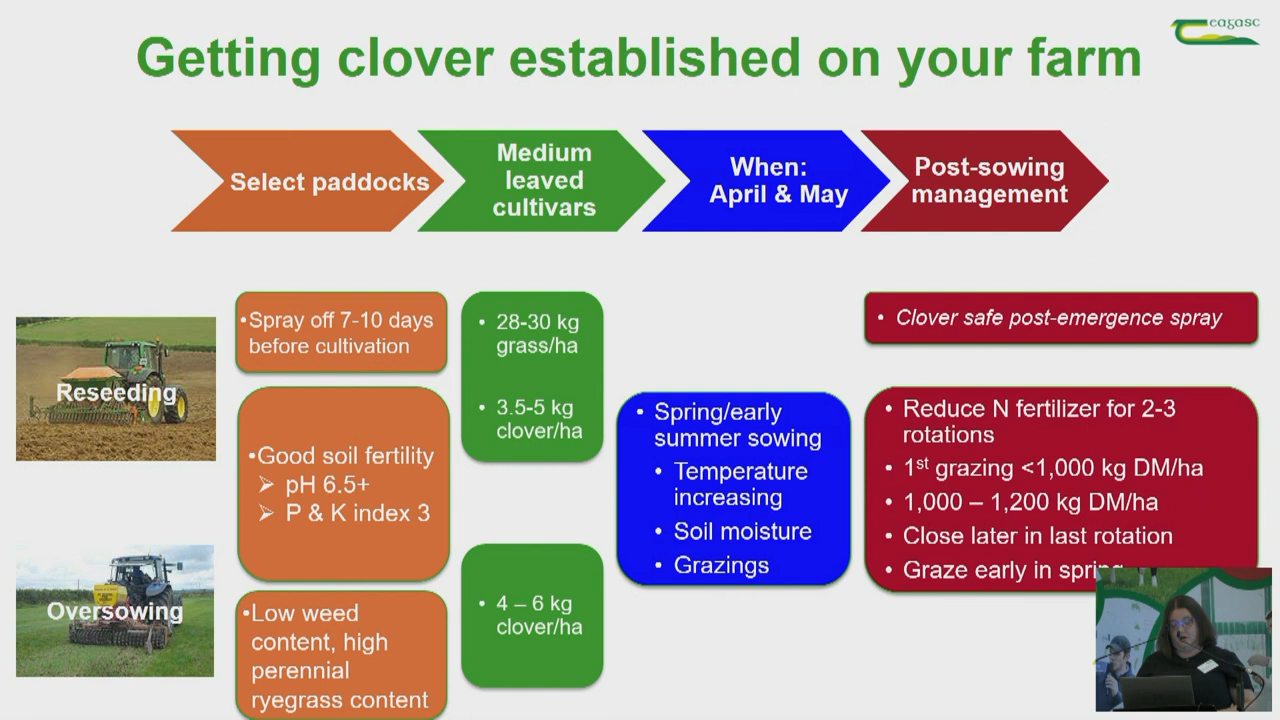 Getting clover established on your farm
cagasc
Select paddocks
Medium
leaved
cultivars
When:
April & May
Post-sowing
management
Reseeding
•Spray off 7-10 days
before cultivation
• 28-30 kg
grass/ha
• 3.5-5 kg
clover/ha
• Clover safe post-emergence spray
•Good soil fertility
➢ pH 6.5+
➢ P & K index 3
• Spring/early
summer sowing
• Temperature
increasing
• Soil moisture
• Grazings
• Reduce N fertilizer for 2-3
rotations
• 1st grazing <1,000 kg DM/ha
• 1,000 – 1,200 kg DM/ha
• Close later in last rotation
• Graze early in spring
Oversowing
•Low weed
content, high
perennial
ryegrass content
• 4 – 6 kg
clover/ha